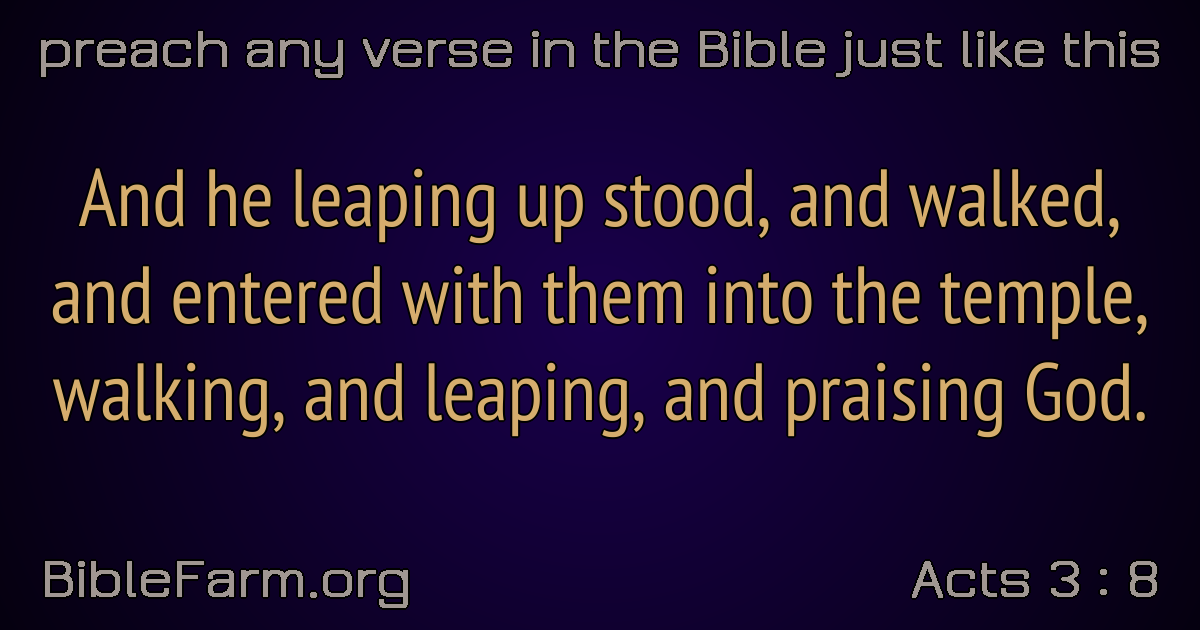 preach any verse in the Bible just like this
And he leaping up stood, and walked,
and entered with them into the temple,
walking, and leaping, and praising God.
BibleFarm.org
Acts 3 : 8